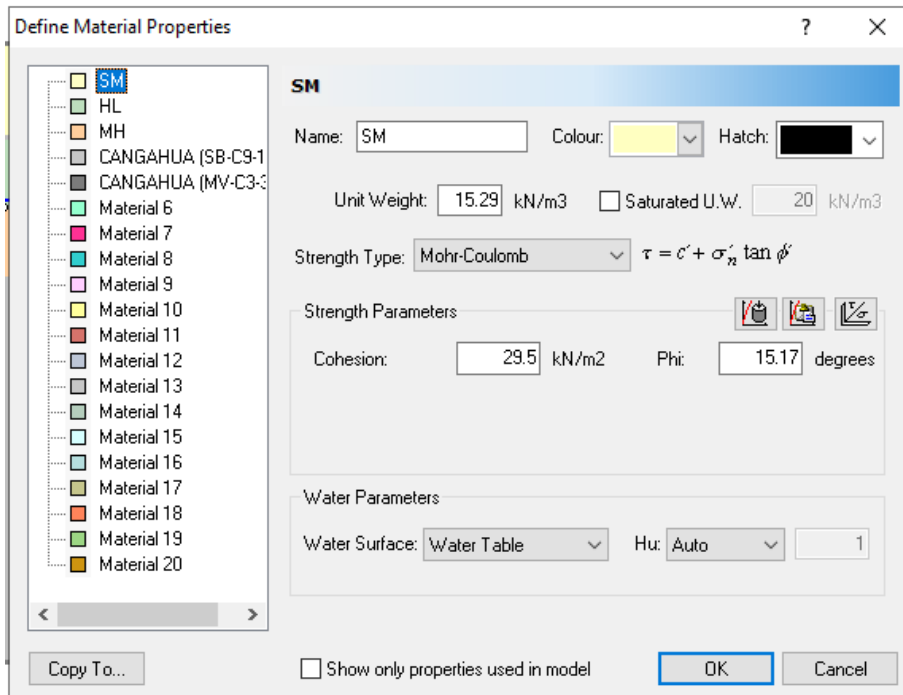 Define Material Properties ? X
SM
HL
MH
CANGAHUA (SB-C9-1
CANGAHUA (MV-C3-3
Material 6
Material 7
Material 8
Material 9
Material 10
Material 11
Material 12
Material 13
Material 14
Material 15
Material 16
Material 17
Material 18
Material 19
Material 20
SM
Name: SM Colour: Hatch:
Unit Weight: 15.29 kN/m3 Saturated U.W. 20 kN/m3
Strength Type: Mohr-Coulomb τ = c′ + σ′n tan ϕ′
Strength Parameters
Cohesion: 29.5 kN/m2 Phi: 15.17 degrees
Water Parameters
Water Surface: Water Table Hu: Auto 1
Copy To... Show only properties used in model OK Cancel